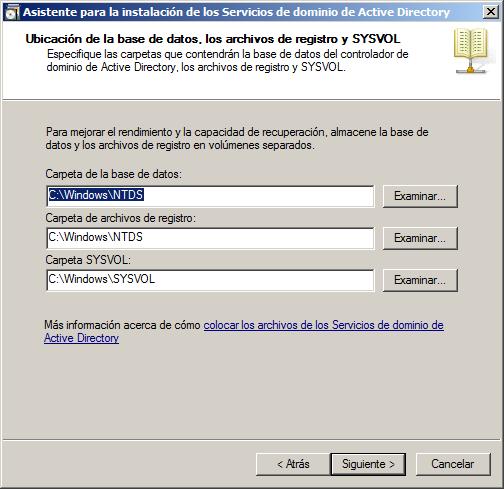 Asistente para la instalación de los Servicios de dominio de Active Directory
Ubicación de la base de datos, los archivos de registro y SYSVOL
Especifique las carpetas que contendrán la base de datos del controlador de
dominio de Active Directory, los archivos de registro y SYSVOL.
Para mejorar el rendimiento y la capacidad de recuperación, almacene la base de
datos y los archivos de registro en volúmenes separados.
Carpeta de la base de datos:
C:\Windows\NTDS
Examinar...
Carpeta de archivos de registro:
C:\Windows\NTDS
Examinar...
Carpeta SYSVOL:
C:\Windows\SYSVOL
Examinar...
Más información acerca de cómo colocar los archivos de los Servicios de dominio de
Active Directory
< Atrás
Siguiente >
Cancelar